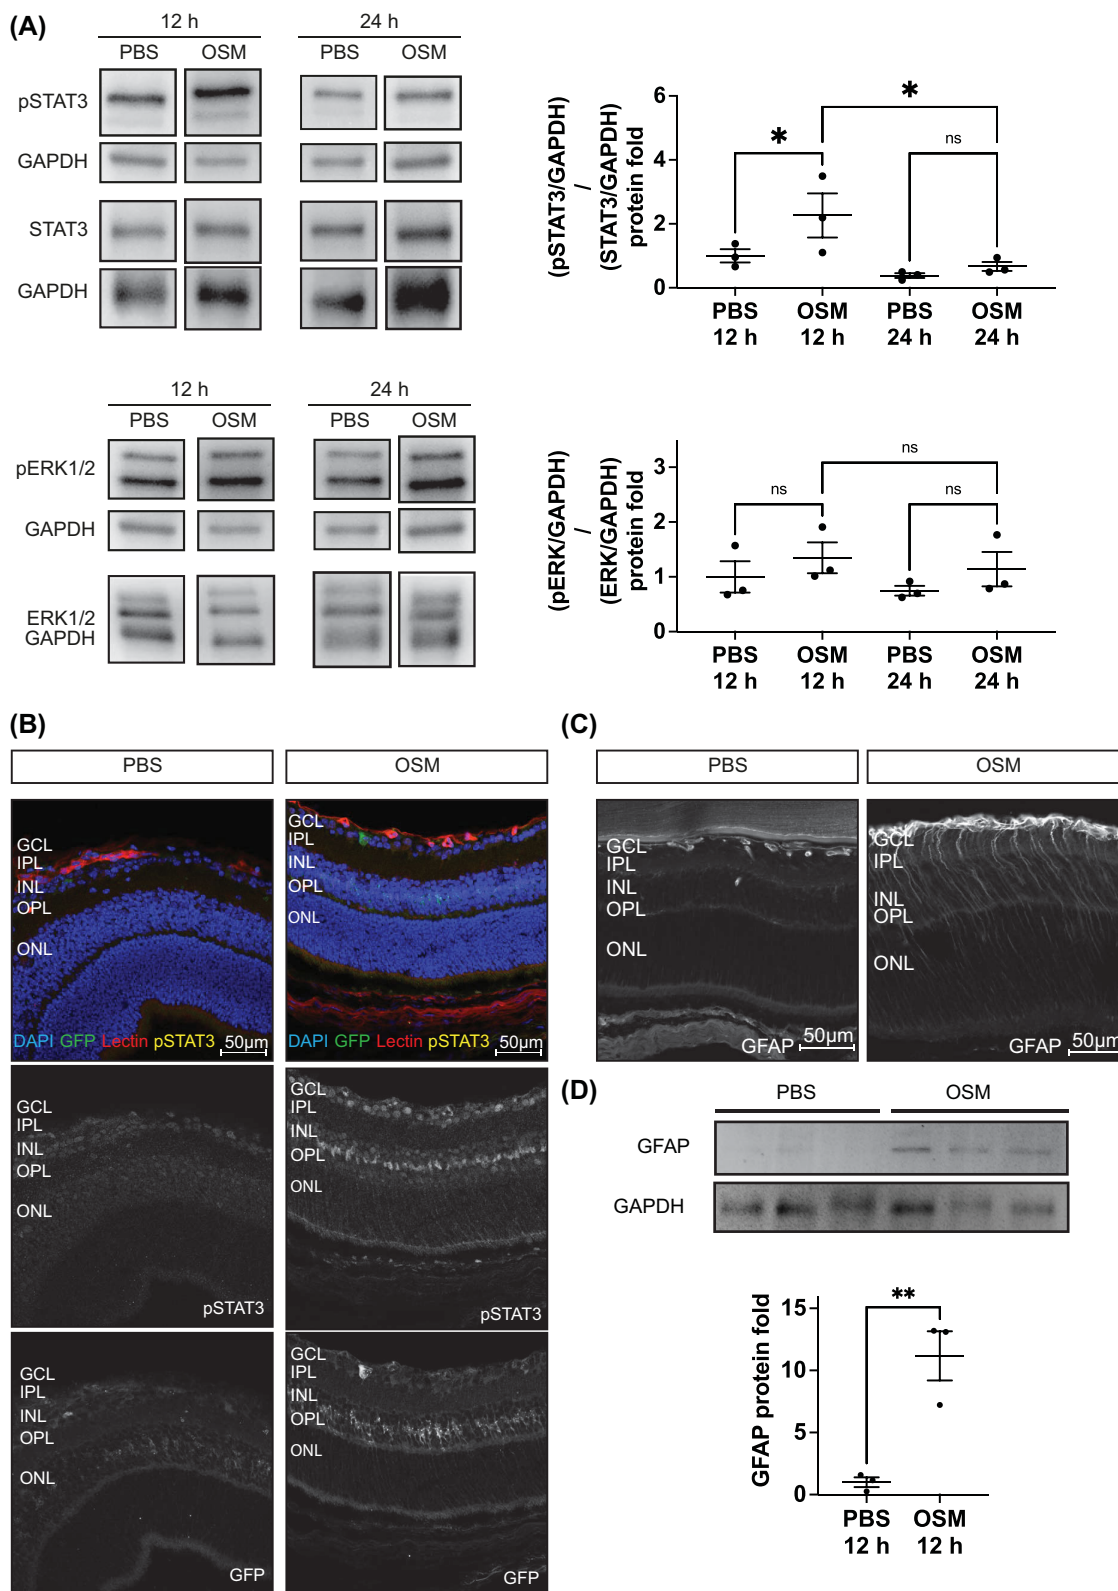 (A)
12 h
24 h
PBS
OSM
PBS
OSM
pSTAT3
GAPDH
STAT3
GAPDH
(pSTAT3/GAPDH)
/
(STAT3/GAPDH)
protein fold
6
4
2
0
*
*
ns
PBS
12 h
OSM
12 h
PBS
24 h
OSM
24 h
12 h
24 h
PBS
OSM
PBS
OSM
pERK1/2
GAPDH
ERK1/2
GAPDH
(pERK/GAPDH)
/
(ERK/GAPDH)
protein fold
3
2
1
0
ns
ns
ns
PBS
12 h
OSM
12 h
PBS
24 h
OSM
24 h
(B)
PBS
OSM
GCL
IPL
INL
OPL
ONL
DAPI GFP Lectin pSTAT3
50µm
GCL
IPL
INL
OPL
ONL
DAPI GFP Lectin pSTAT3
50µm
GCL
IPL
INL
OPL
ONL
pSTAT3
GCL
IPL
INL
OPL
ONL
pSTAT3
GCL
IPL
INL
OPL
ONL
GFP
GCL
IPL
INL
OPL
ONL
GFP
(C)
PBS
OSM
GCL
IPL
INL
OPL
ONL
GFAP
50µm
GCL
IPL
INL
OPL
ONL
GFAP
50µm
(D)
PBS
OSM
GFAP
GAPDH
GFAP protein fold
15
10
5
0
**
PBS
12 h
OSM
12 h